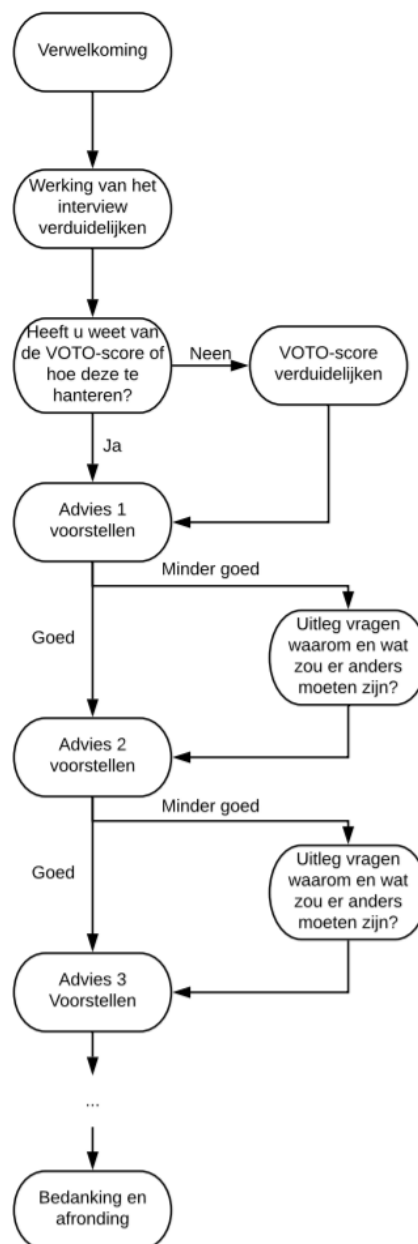 Verwelkoming
Werking van het
interview
verduidelijken
Heeft u weet van
de VOTO-score of
hoe deze te
hanteren?
Neen
VOTO-score
verduidelijken
Ja
Advies 1
voorstellen
Minder goed
Goed
Uitleg vragen
waarom en wat
zou er anders
moeten zijn?
Advies 2
voorstellen
Minder goed
Goed
Uitleg vragen
waarom en wat
zou er anders
moeten zijn?
Advies 3
Voorstellen
...
Bedanking en
afronding